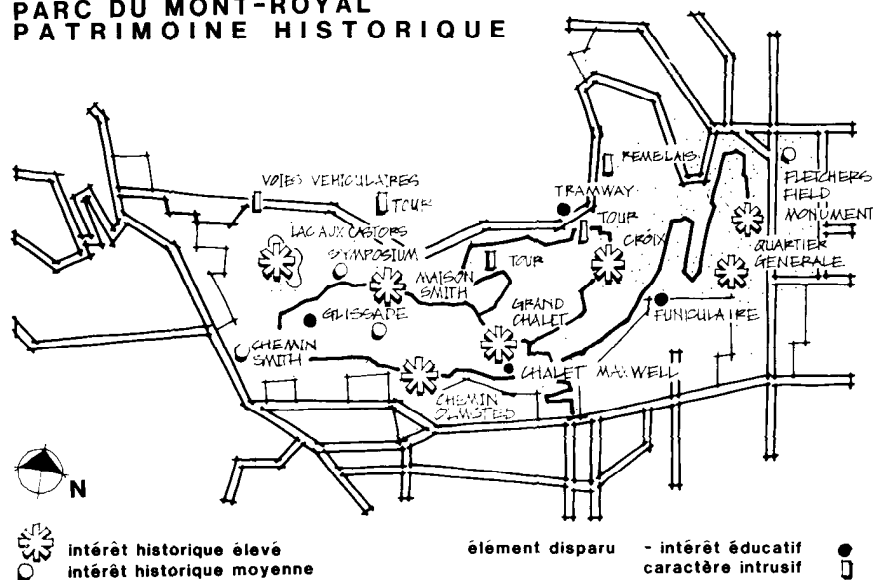 PARC DU MONT-ROYAL
PATRIMOINE HISTORIQUE
REMELAIS
FLETCHERS
FIELD
MONUMENT
VOIES VEHICULAIRES
TOUR
TRAMWAY
TOUR
LAC AUX CASTORS
SYMPOSIUM
CROIX
QUARTIER
GENERALE
MAISON
SMITH
TOUR
GRAND
CHALET
FUNICULAIRE
GLISSADE
CHEMIN
SMITH
CHALET MAXWELL
CHEMIN
OLMSTED
N
intérêt historique élevé
intérêt historique moyenne
élément disparu - intérêt éducatif
caractère intrusif